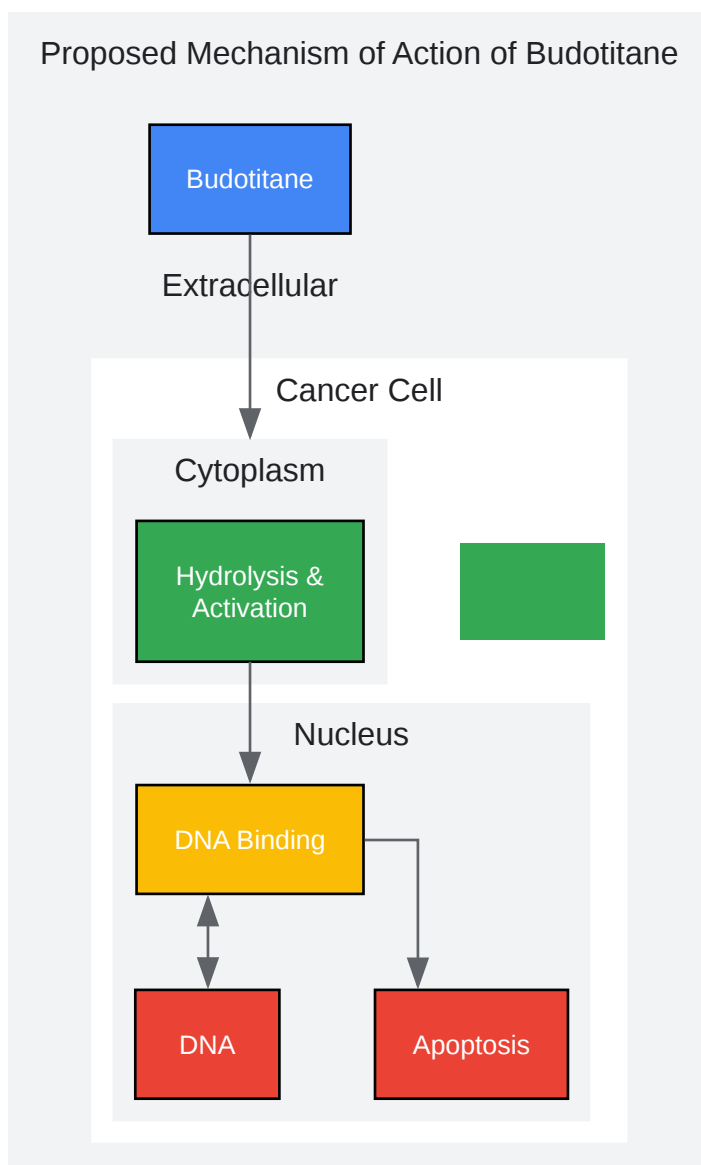 Proposed Mechanism of Action of Budotitane
Budotitane
Extracellular
Cancer Cell
Cytoplasm
Hydrolysis &
Activation
Nucleus
DNA Binding
DNA
Apoptosis